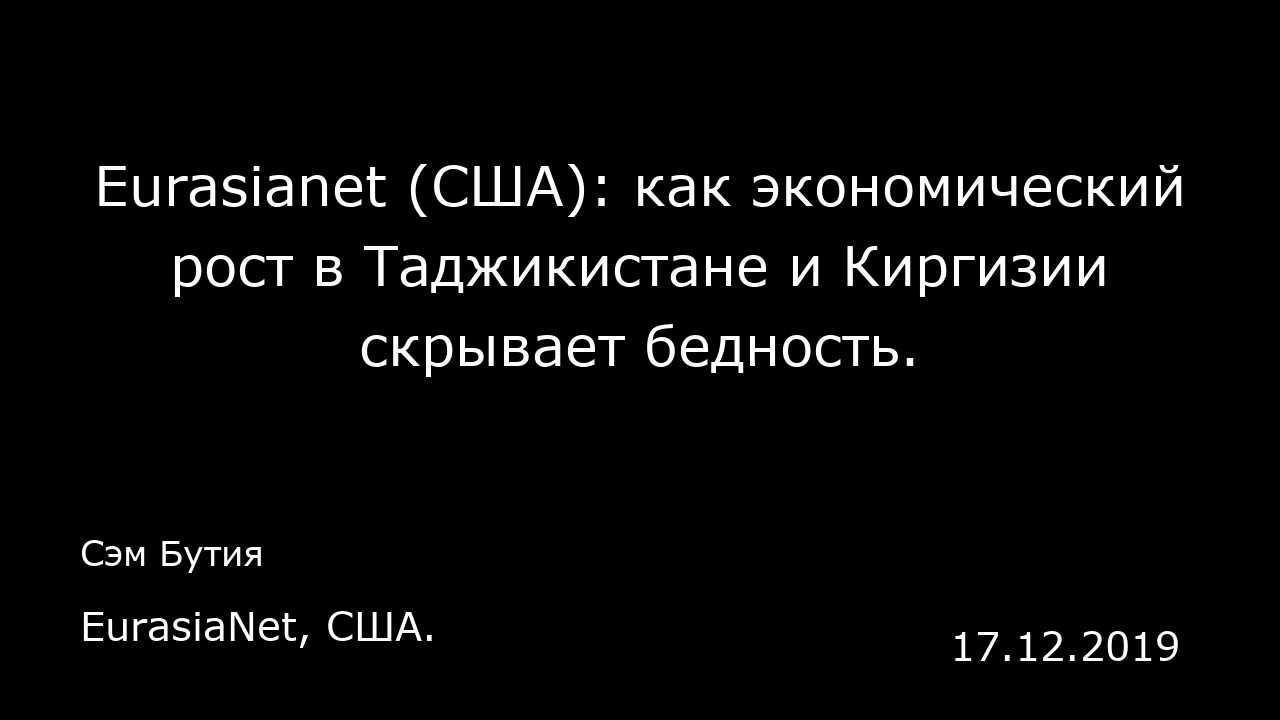 Eurasianet (США): как экономический
рост в Таджикистане и Киргизии
скрывает бедность.
Сэм Бутия
EurasiaNet, США.
17.12.2019